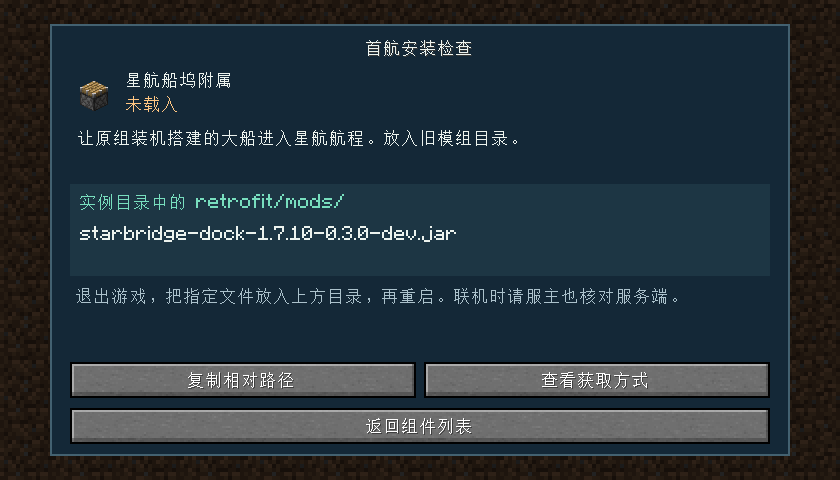 首航安装检查
星航船坞附属
未载入
让原组装机搭建的大船进入星航航程。放入旧模组目录。
实例目录中的 retrofit/mods/
starbridge-dock-1.7.10-0.3.0-dev.jar
退出游戏，把指定文件放入上方目录，再重启。联机时请服主也核对服务端。
复制相对路径
查看获取方式
返回组件列表